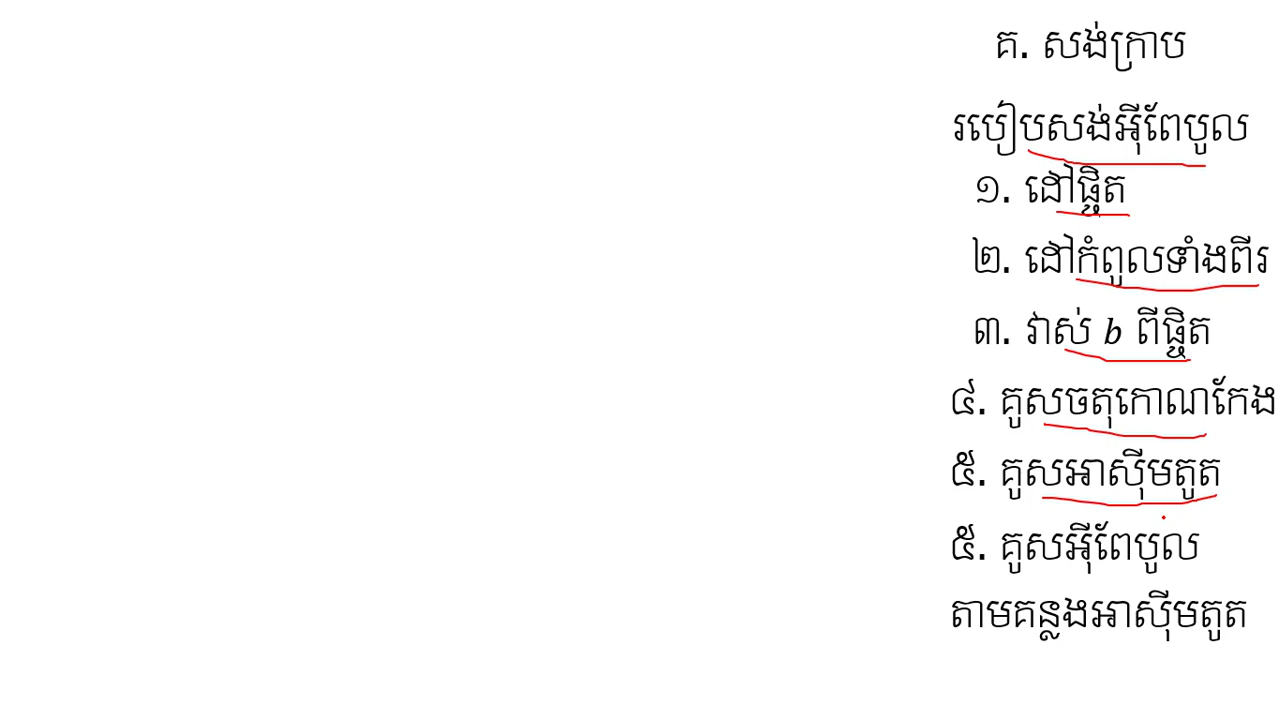 គ. សង់ក្រាប
របៀបសង់អ៊ីពែបូល
១. ដៅផ្ចិត
២. ដៅកំពូលទាំងពីរ
៣. វាស់ b ពីផ្ចិត
៤. គូសចតុកោណកែង
៥. គូសអាស៊ីមតូត
៥. គូសអ៊ីពែបូល
តាមគន្លងអាស៊ីមតូត